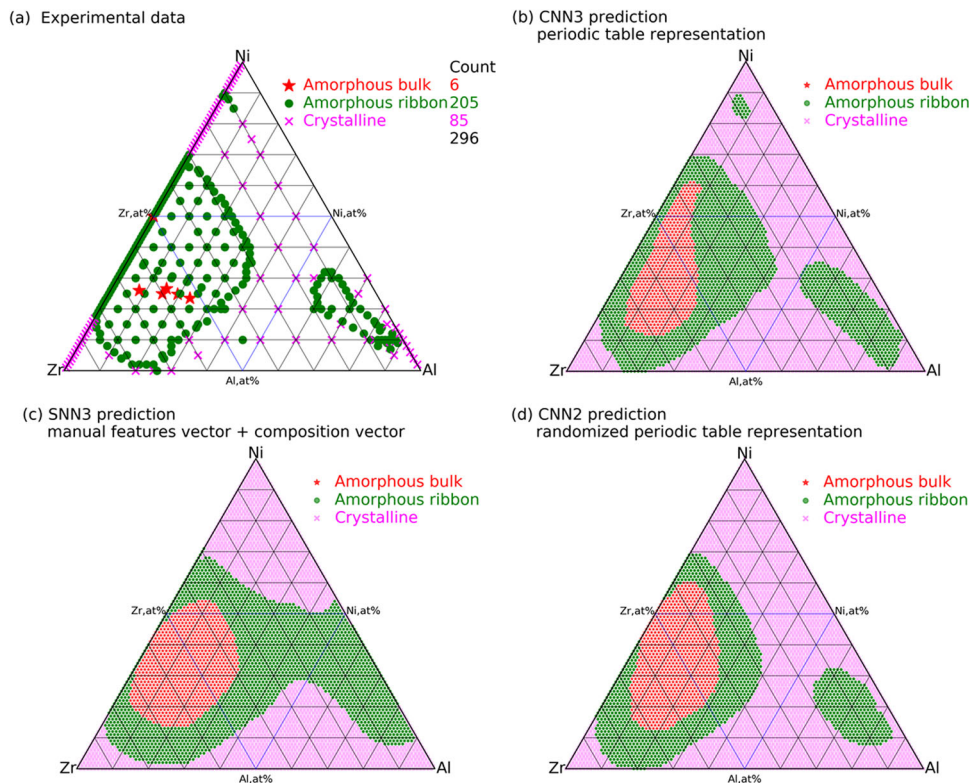 (a) Experimental data
Ni
Count
Amorphous bulk 6
Amorphous ribbon 205
Crystalline 85
296
Zr,at%
Ni,at%
Zr
Al,at%
Al
(b) CNN3 prediction
periodic table representation
Ni
Amorphous bulk
Amorphous ribbon
Crystalline
Zr,at%
Ni,at%
Zr
Al,at%
Al
(c) SNN3 prediction
manual features vector + composition vector
Ni
Amorphous bulk
Amorphous ribbon
Crystalline
Zr,at%
Ni,at%
Zr
Al,at%
Al
(d) CNN2 prediction
randomized periodic table representation
Ni
Amorphous bulk
Amorphous ribbon
Crystalline
Zr,at%
Ni,at%
Zr
Al,at%
Al